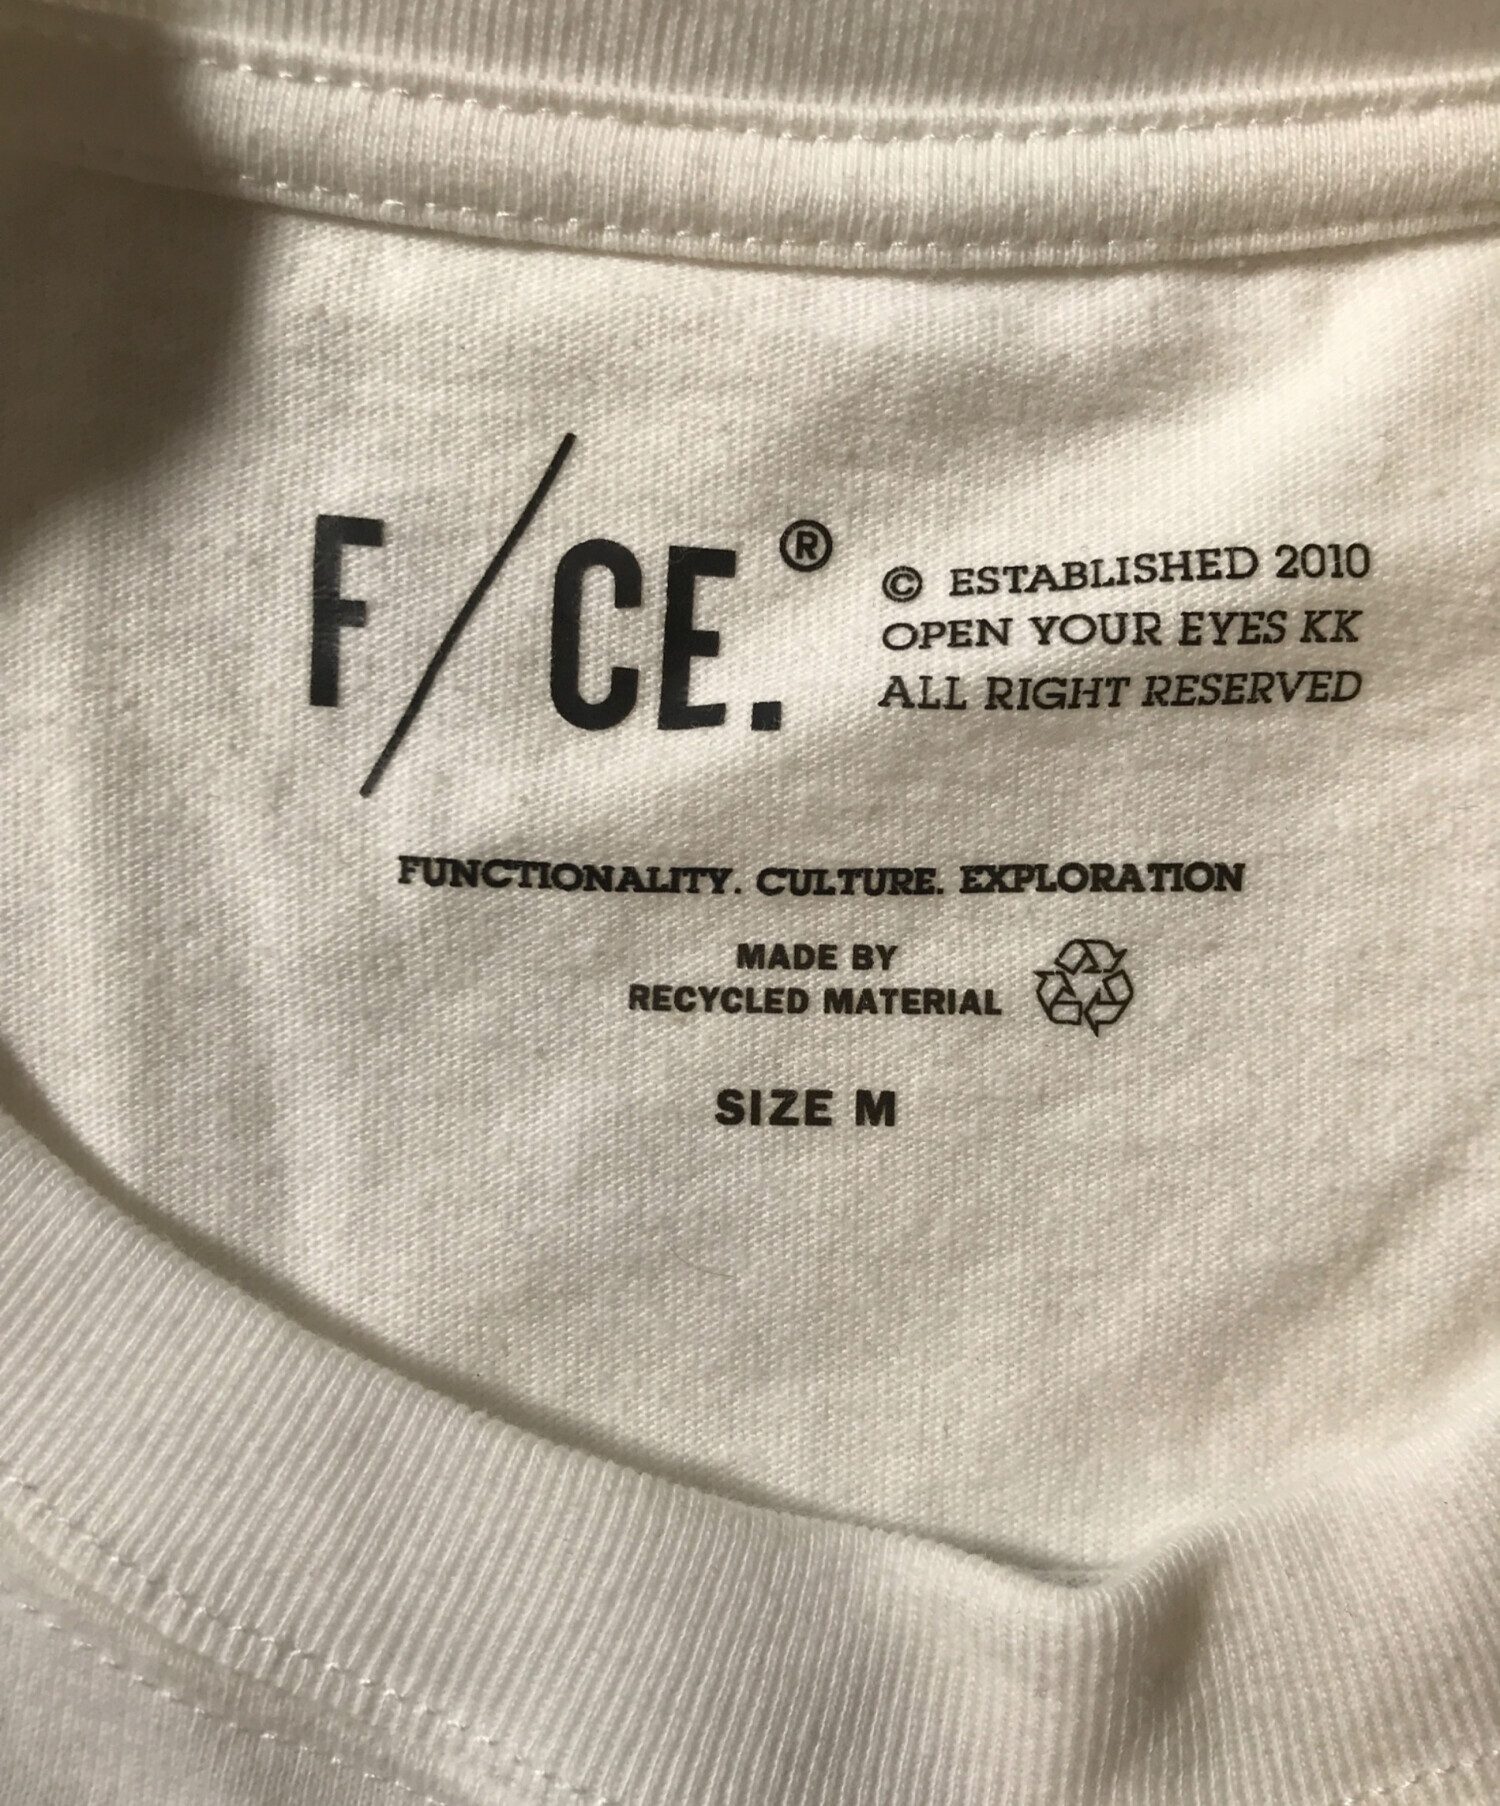 F/CE.®
© ESTABLISHED 2010
OPEN YOUR EYES KK
ALL RIGHT RESERVED
FUNCTIONALITY. CULTURE. EXPLORATION
MADE BY
RECYCLED MATERIAL
SIZE M